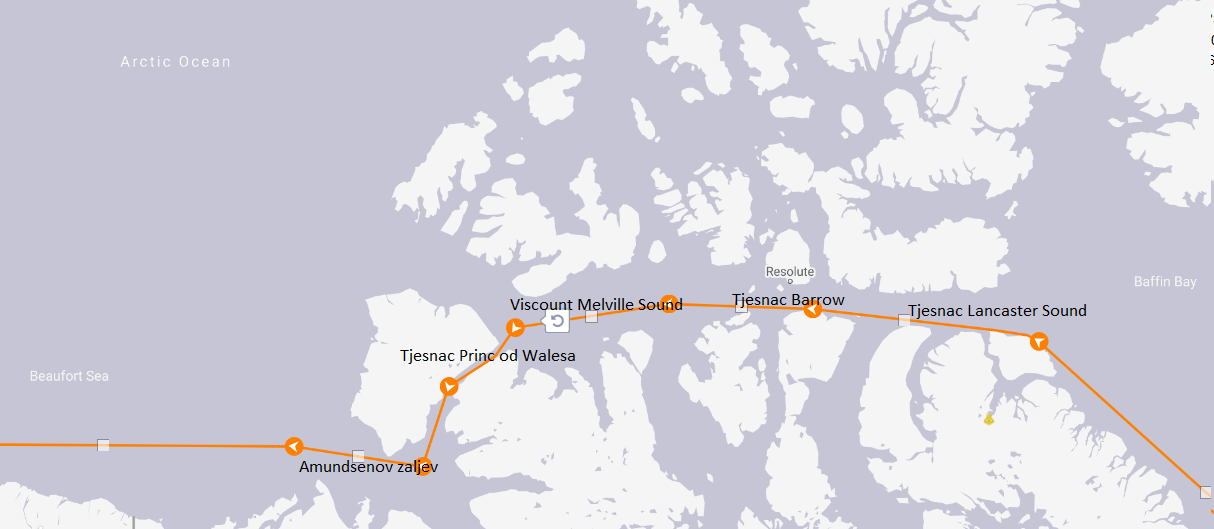 Arctic Ocean
Resolute
Baffin Bay
Viscount Melville Sound
Tjesnac Barrow
Tjesnac Lancaster Sound
Tjesnac Princ od Walesa
Beaufort Sea
Amundsenov zaljev